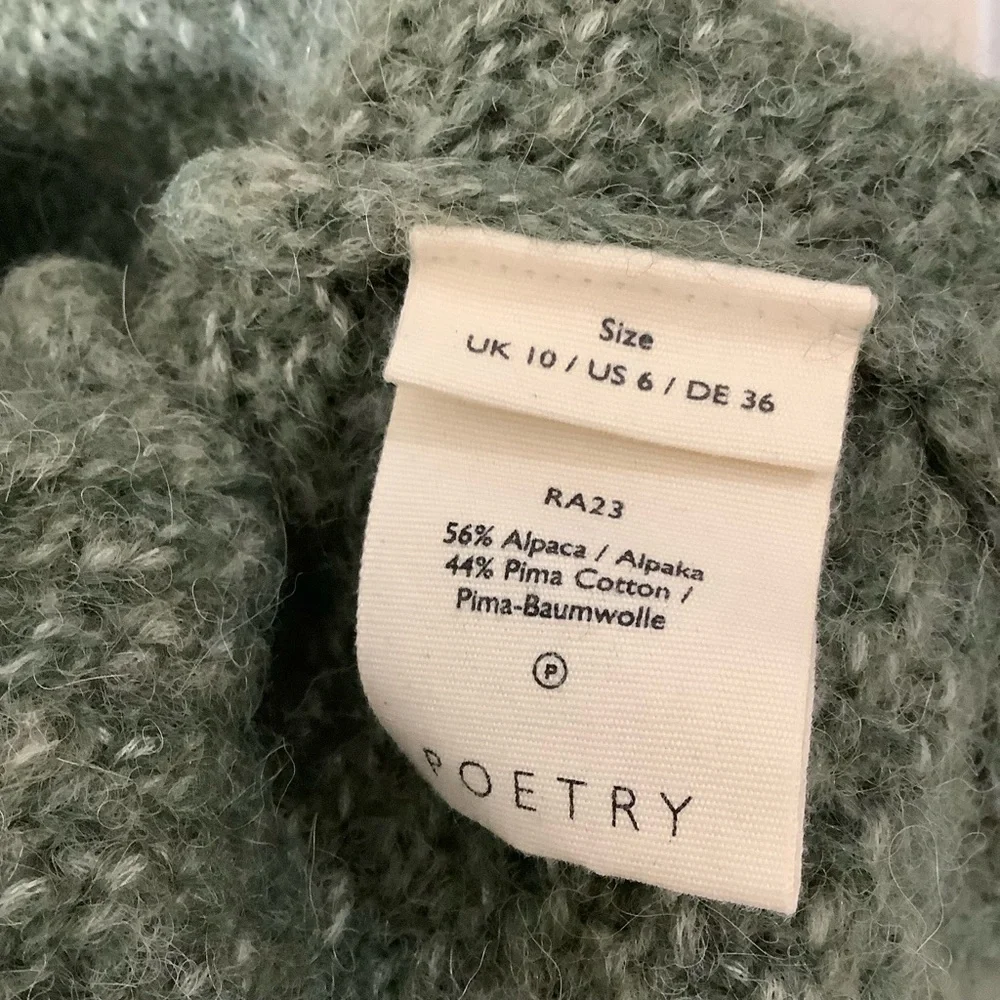 Size
UK 10 / US 6 / DE 36
RA23
56% Alpaca / Alpaka
44% Pima Cotton /
Pima-Baumwolle
P
POETRY